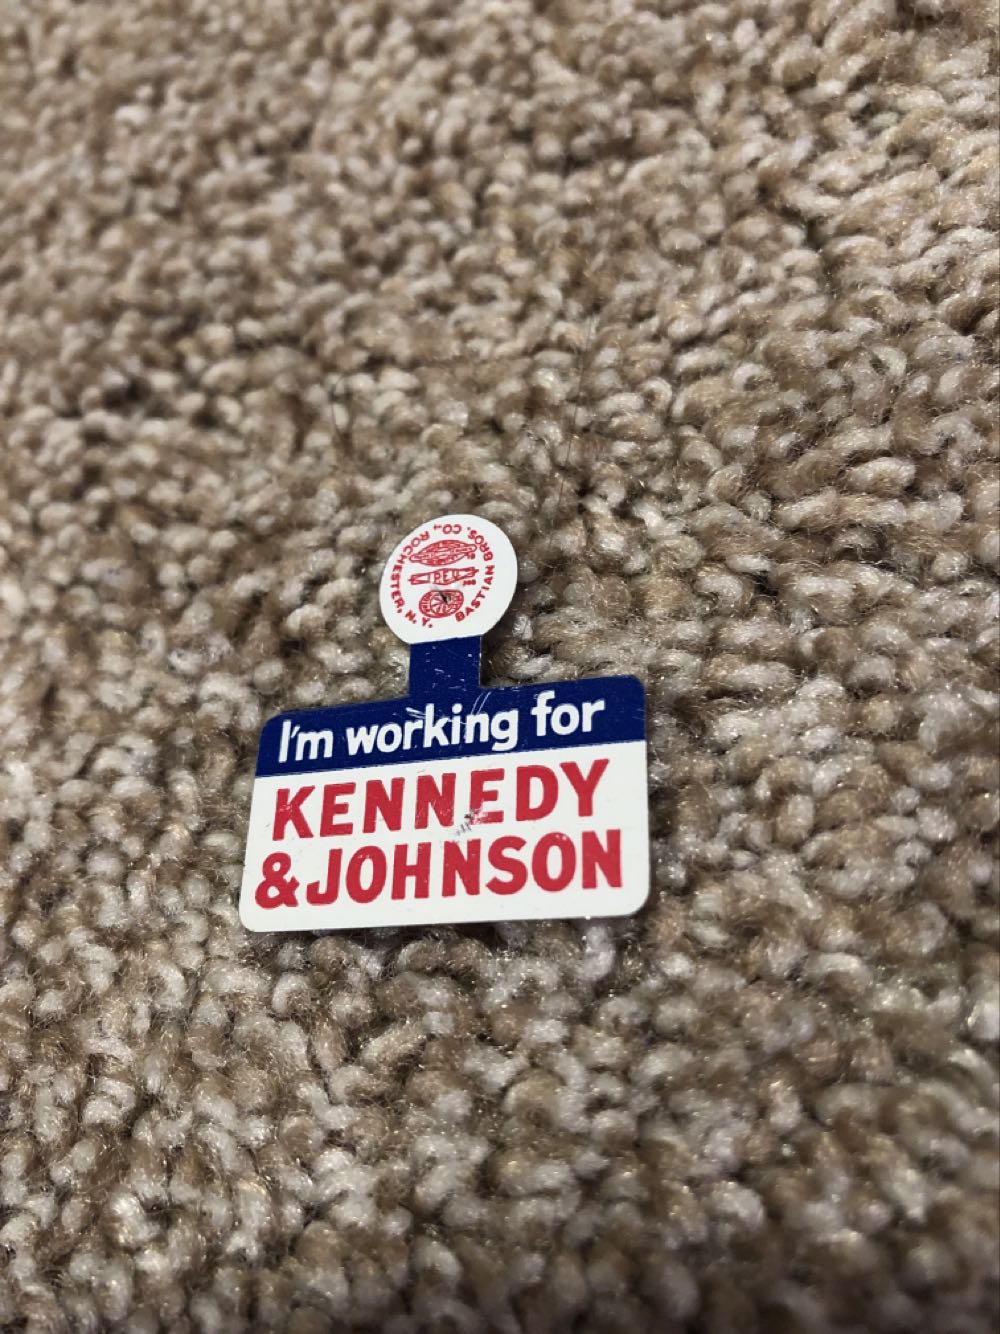 BASTIAN BROS. CO., ROCHESTER, N.Y.
I'm working for
KENNEDY
& JOHNSON